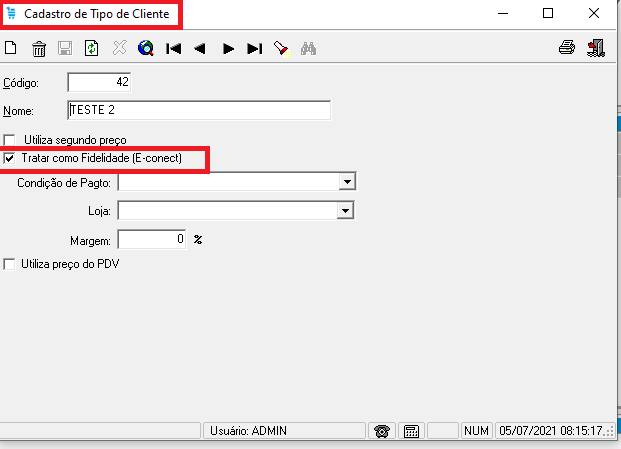 Cadastro de Tipo de Cliente
Código: 42
Nome: TESTE 2
Utiliza segundo preço
Tratar como Fidelidade (E-conect)
Condição de Pagto:
Loja:
Margem: 0 %
Utiliza preço do PDV
Usuário: ADMIN NUM 05/07/2021 08:15:17